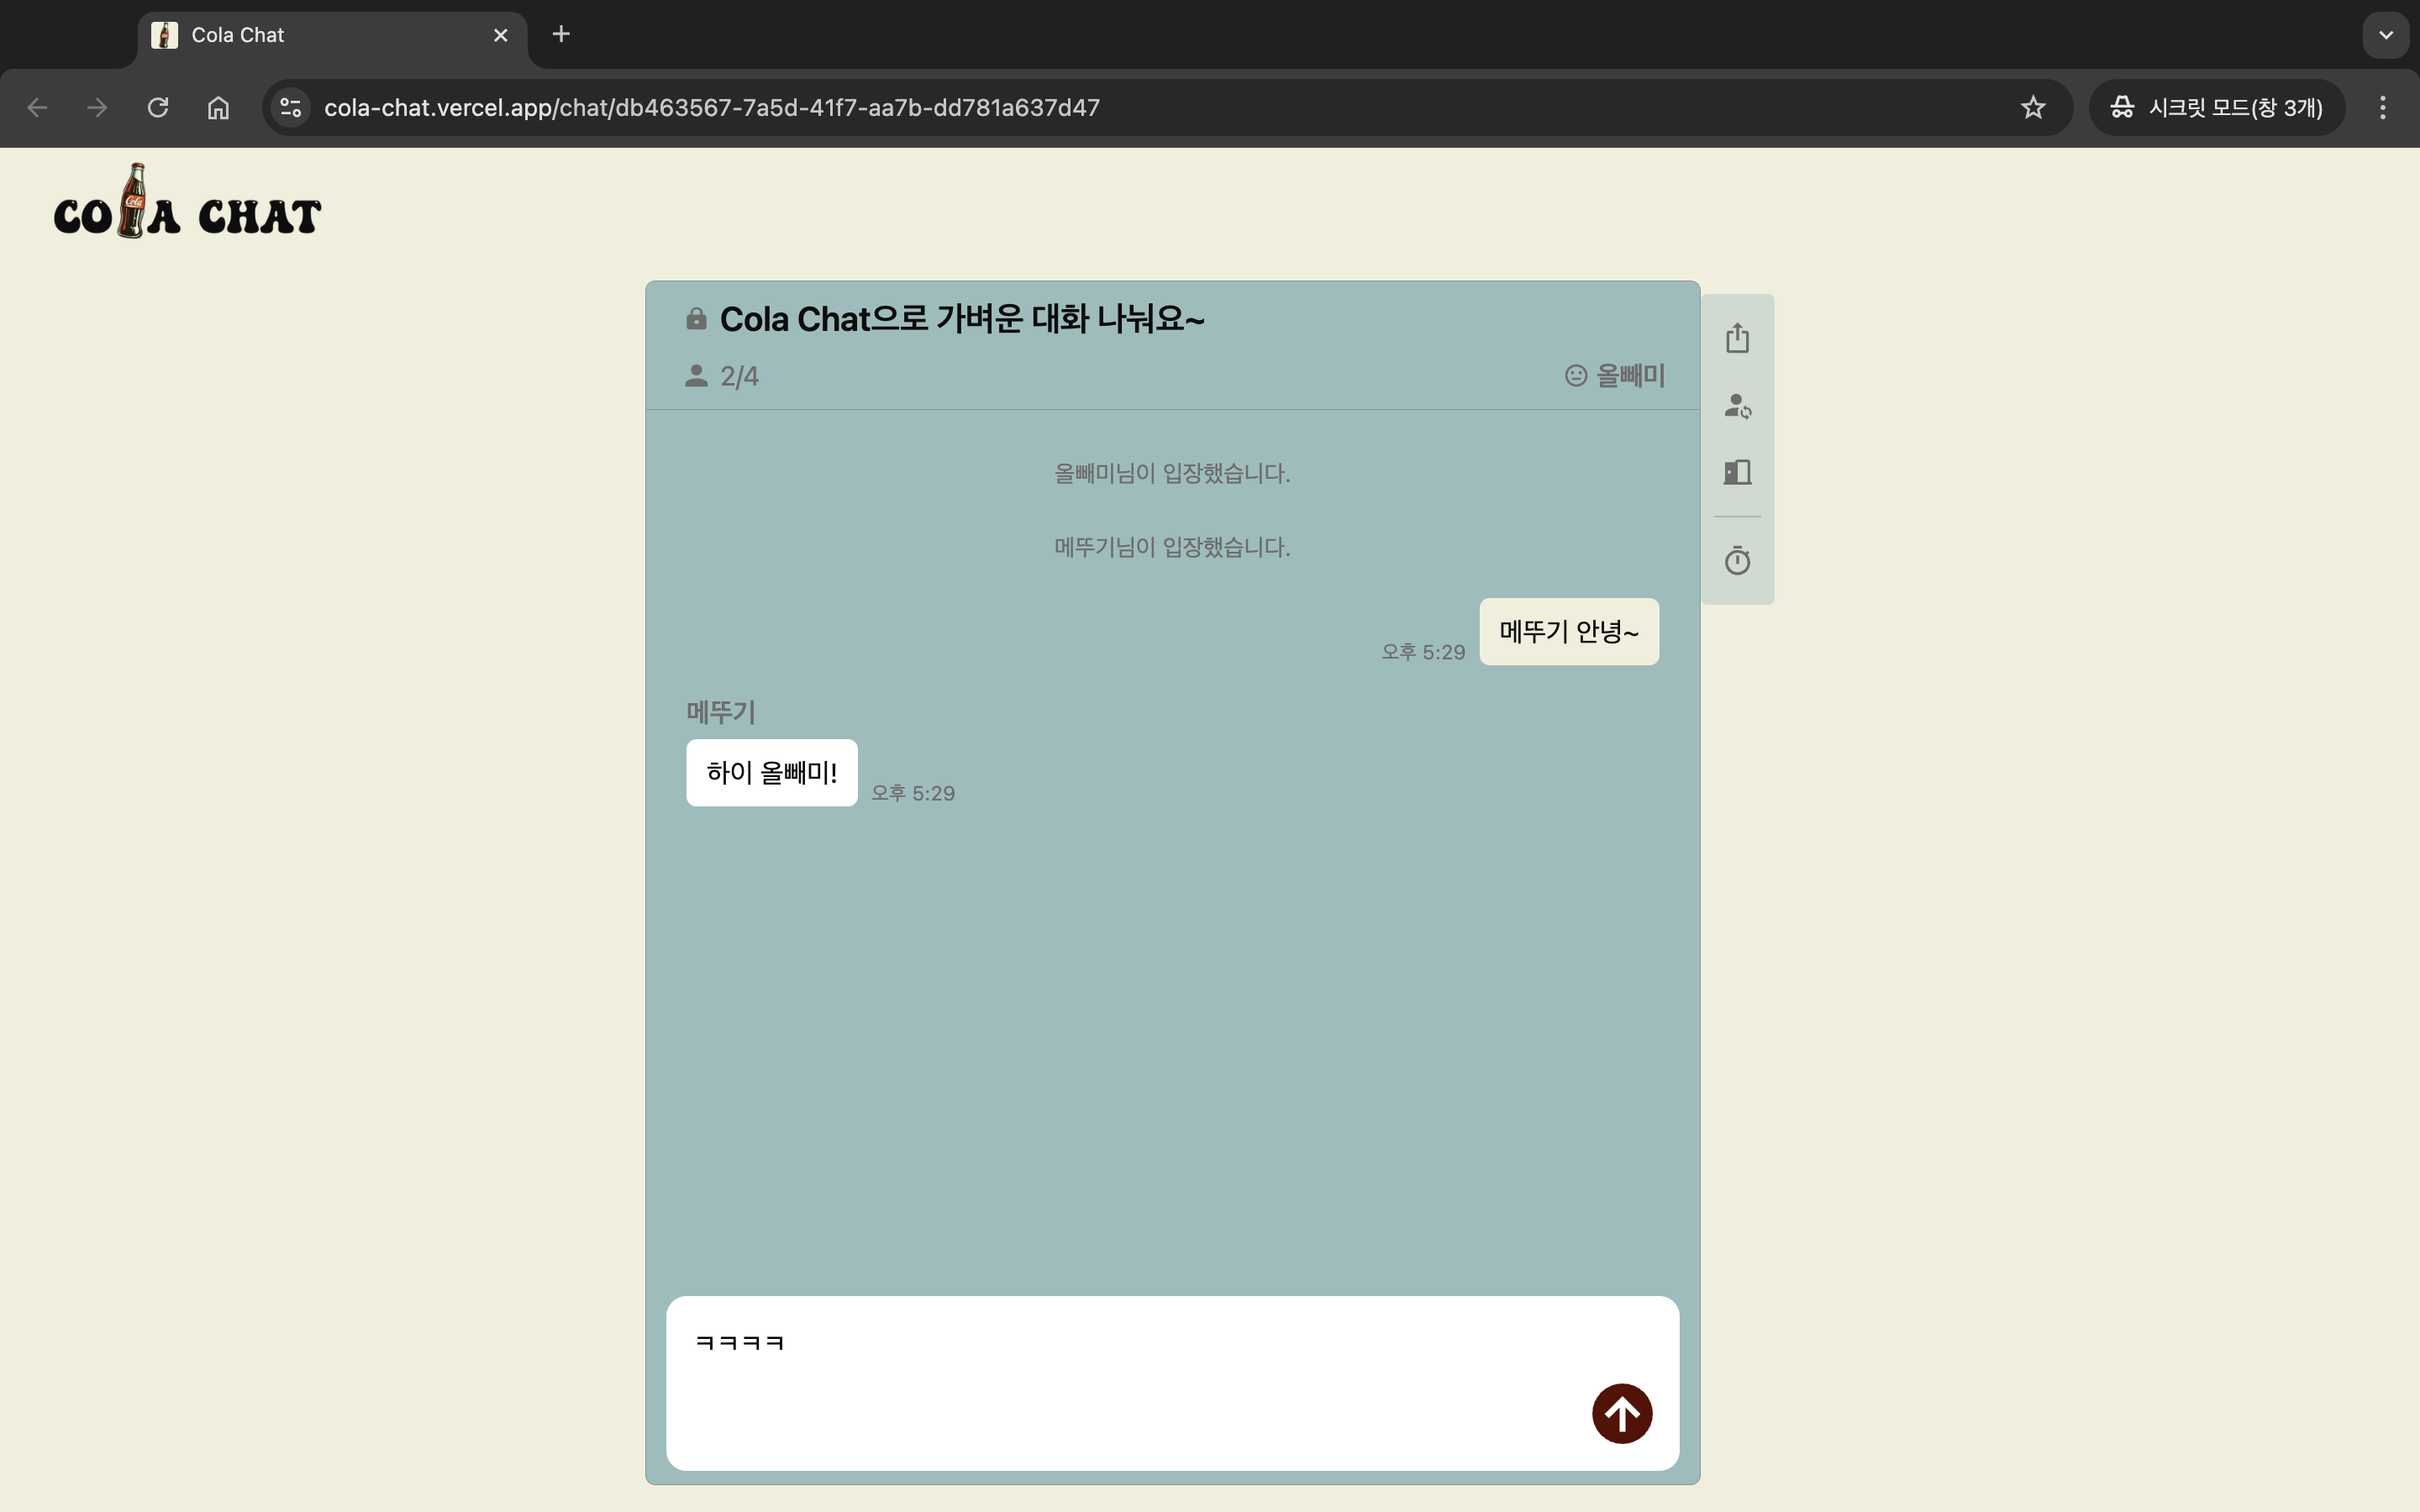 Cola Chat
cola-chat.vercel.app/chat/db463567-7a5d-41f7-aa7b-dd781a637d47
시크릿 모드(창 3개)
COLA CHAT
Cola
Cola Chat으로 가벼운 대화 나눠요~
2/4
올빼미
올빼미님이 입장했습니다.
메뚜기님이 입장했습니다.
메뚜기 안녕~
오후 5:29
메뚜기
하이 올빼미!
오후 5:29
ㅋㅋㅋㅋ